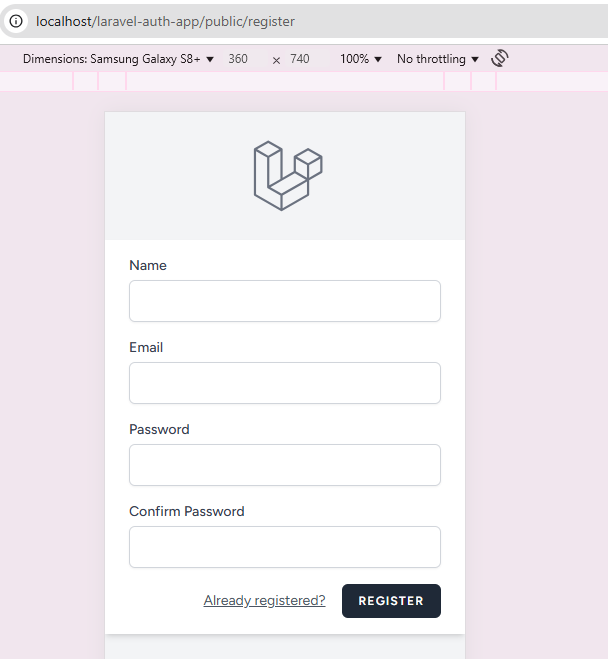 localhost/laravel-auth-app/public/register
Dimensions: Samsung Galaxy S8+ 360 × 740 100% No throttling
Name
Email
Password
Confirm Password
Already registered? REGISTER